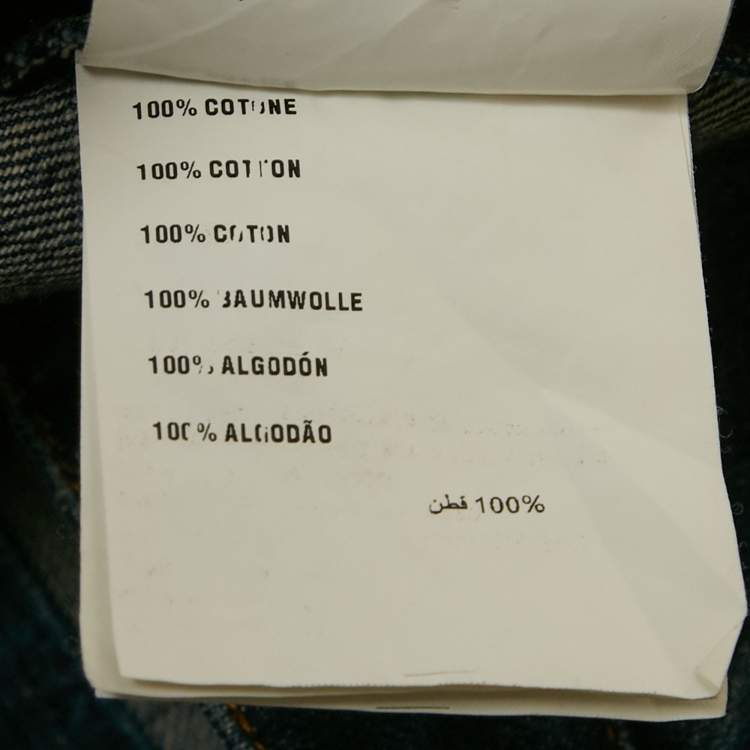 100% COTONE
100% COTTON
100% COTON
100% BAUMWOLLE
100% ALGODÓN
100% ALGODÃO
100% قطن